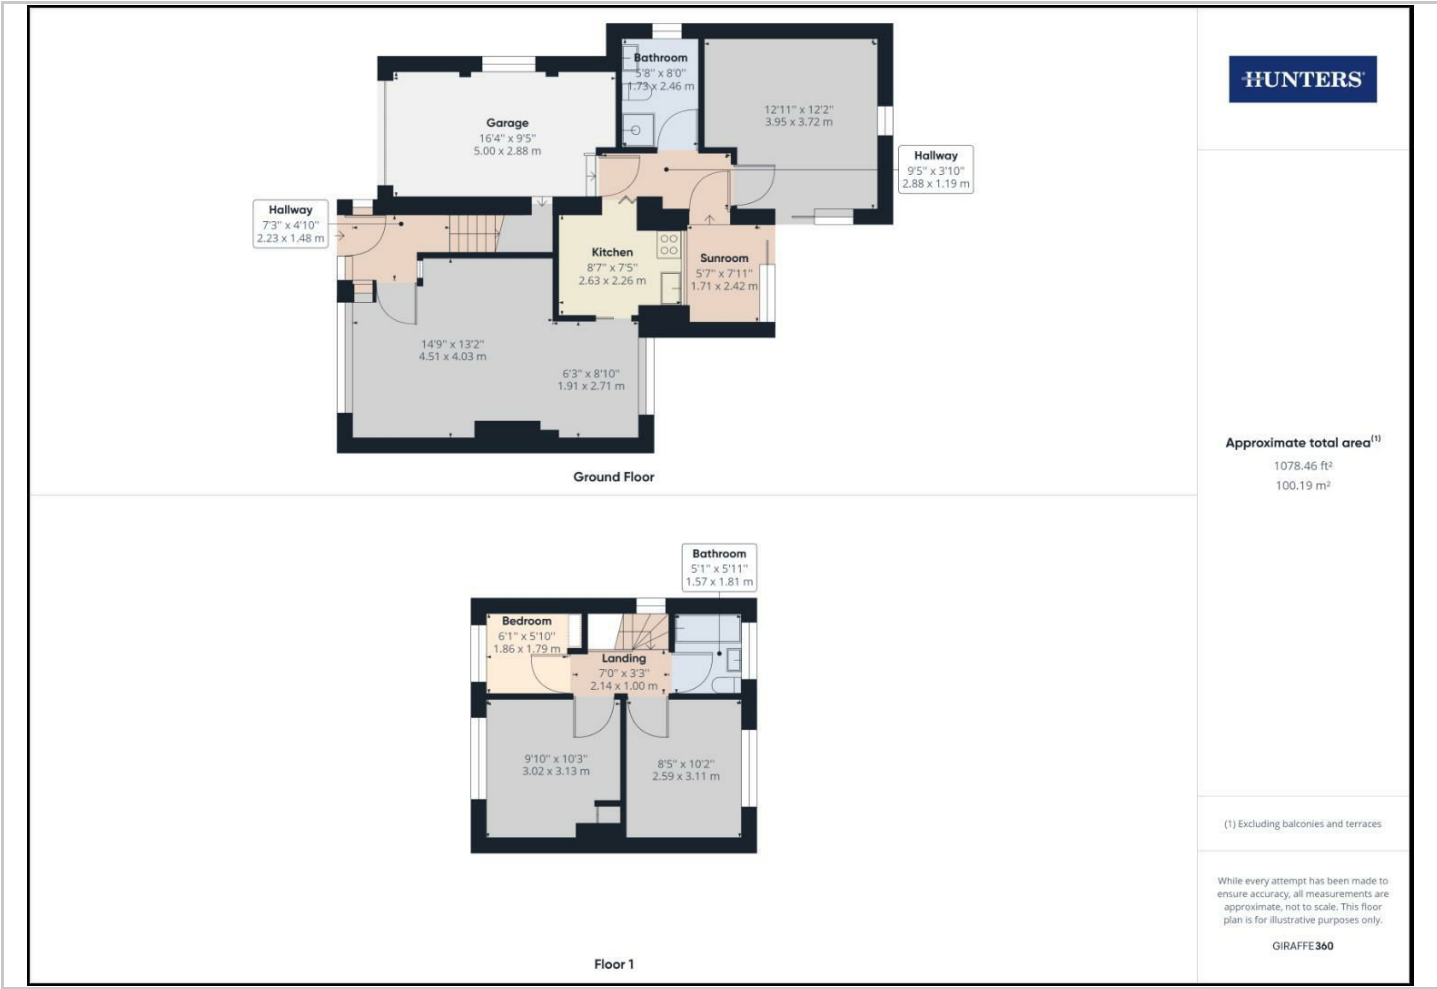 Bathroom
5'8" x 8'0"
1.73 x 2.46 m
12'11" x 12'2"
3.95 x 3.72 m
Garage
16'4" x 9'5"
5.00 x 2.88 m
Hallway
9'5" x 3'10"
2.88 x 1.19 m
Hallway
7'3" x 4'10"
2.23 x 1.48 m
Kitchen
8'7" x 7'5"
2.63 x 2.26 m
Sunroom
5'7" x 7'11"
1.71 x 2.42 m
14'9" x 13'2"
4.51 x 4.03 m
6'3" x 8'10"
1.91 x 2.71 m
Ground Floor
Bathroom
5'1" x 5'11"
1.57 x 1.81 m
Bedroom
6'1" x 5'10"
1.86 x 1.79 m
Landing
7'0" x 3'3"
2.14 x 1.00 m
9'10" x 10'3"
3.02 x 3.13 m
8'5" x 10'2"
2.59 x 3.11 m
Floor 1
HUNTERS
Approximate total area(1)
1078.46 ft²
100.19 m²
(1) Excluding balconies and terraces
While every attempt has been made to
ensure accuracy, all measurements are
approximate, not to scale. This floor
plan is for illustrative purposes only.
GIRAFFE360